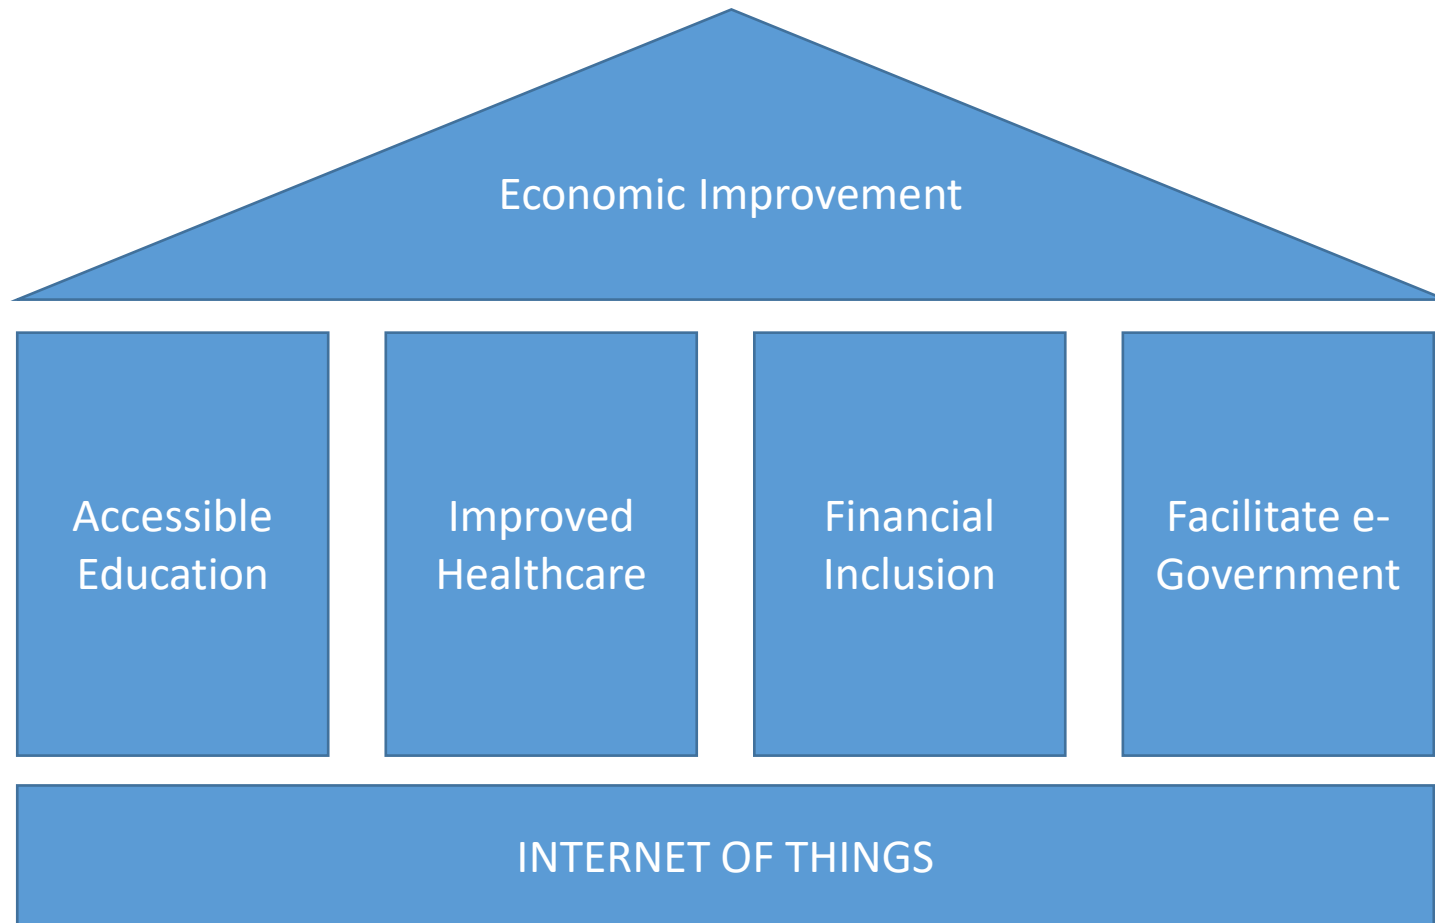 Economic Improvement
Accessible
Education
Improved
Healthcare
Financial
Inclusion
Facilitate e-
Government
INTERNET OF THINGS